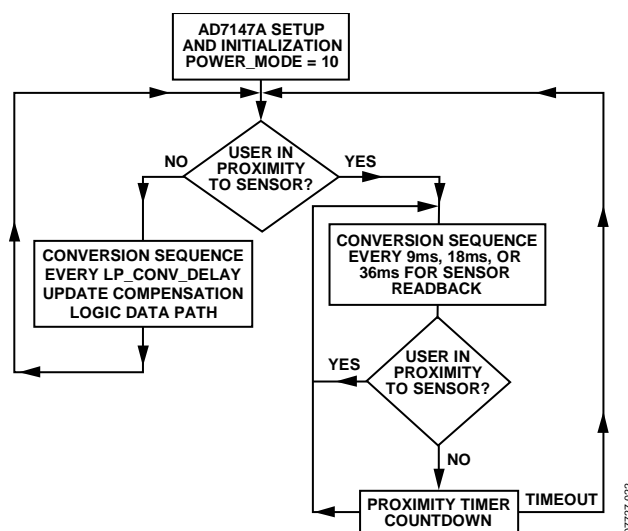 AD7147A SETUP
AND INITIALIZATION
POWER_MODE = 10
NO
USER IN
PROXIMITY
TO SENSOR?
YES
CONVERSION SEQUENCE
EVERY LP_CONV_DELAY
UPDATE COMPENSATION
LOGIC DATA PATH
CONVERSION SEQUENCE
EVERY 9ms, 18ms, OR
36ms FOR SENSOR
READBACK
YES
USER IN
PROXIMITY
TO SENSOR?
NO
PROXIMITY TIMER
COUNTDOWN
TIMEOUT